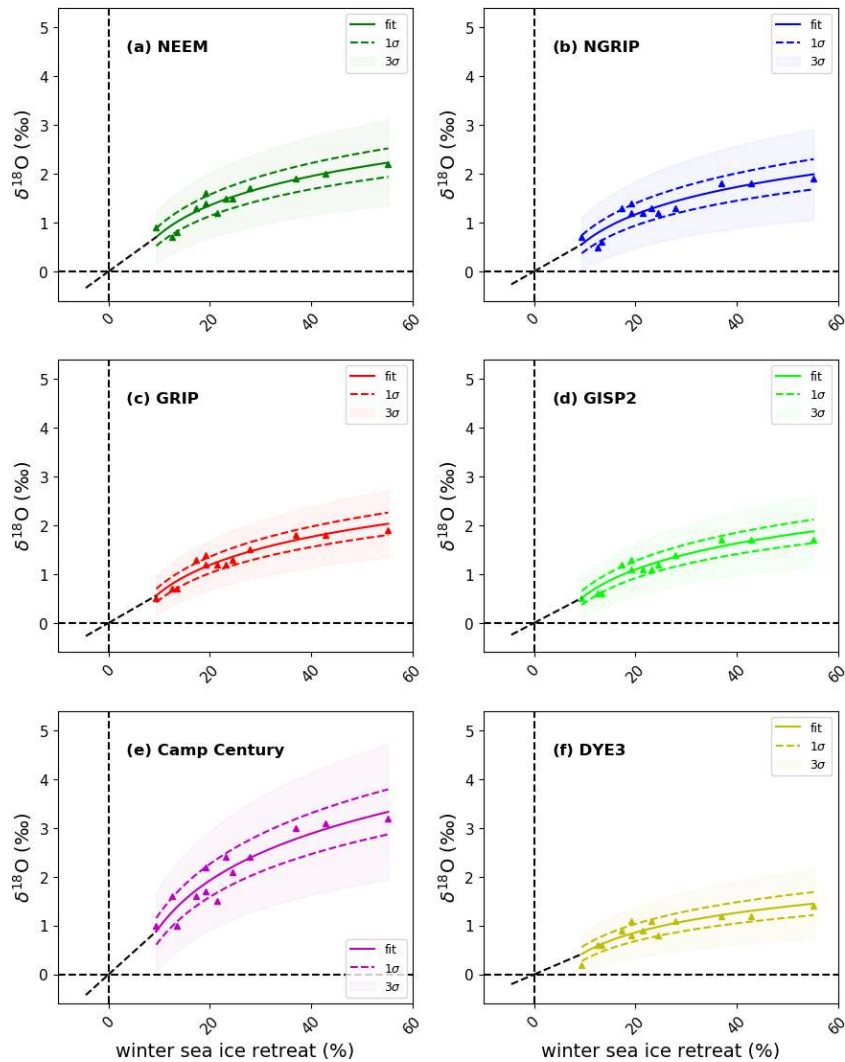 (a) NEEM
fit
1σ
3σ
5
4
3
2
1
0
δ¹⁸O (‰)
0
20
40
60
(b) NGRIP
fit
1σ
3σ
5
4
3
2
1
0
δ¹⁸O (‰)
0
20
40
60
(c) GRIP
fit
1σ
3σ
5
4
3
2
1
0
δ¹⁸O (‰)
0
20
40
60
(d) GISP2
fit
1σ
3σ
5
4
3
2
1
0
δ¹⁸O (‰)
0
20
40
60
(e) Camp Century
5
4
3
2
1
0
δ¹⁸O (‰)
fit
1σ
3σ
0
20
40
60
winter sea ice retreat (%)
(f) DYE3
fit
1σ
3σ
5
4
3
2
1
0
δ¹⁸O (‰)
0
20
40
60
winter sea ice retreat (%)